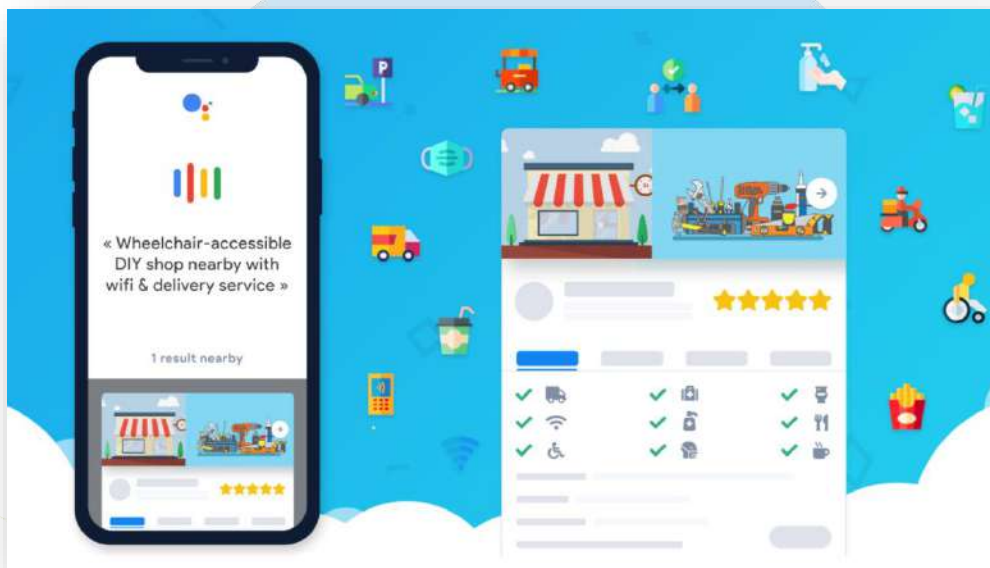 « Wheelchair-accessible
DIY shop nearby with
wifi & delivery service »
1 result nearby
P